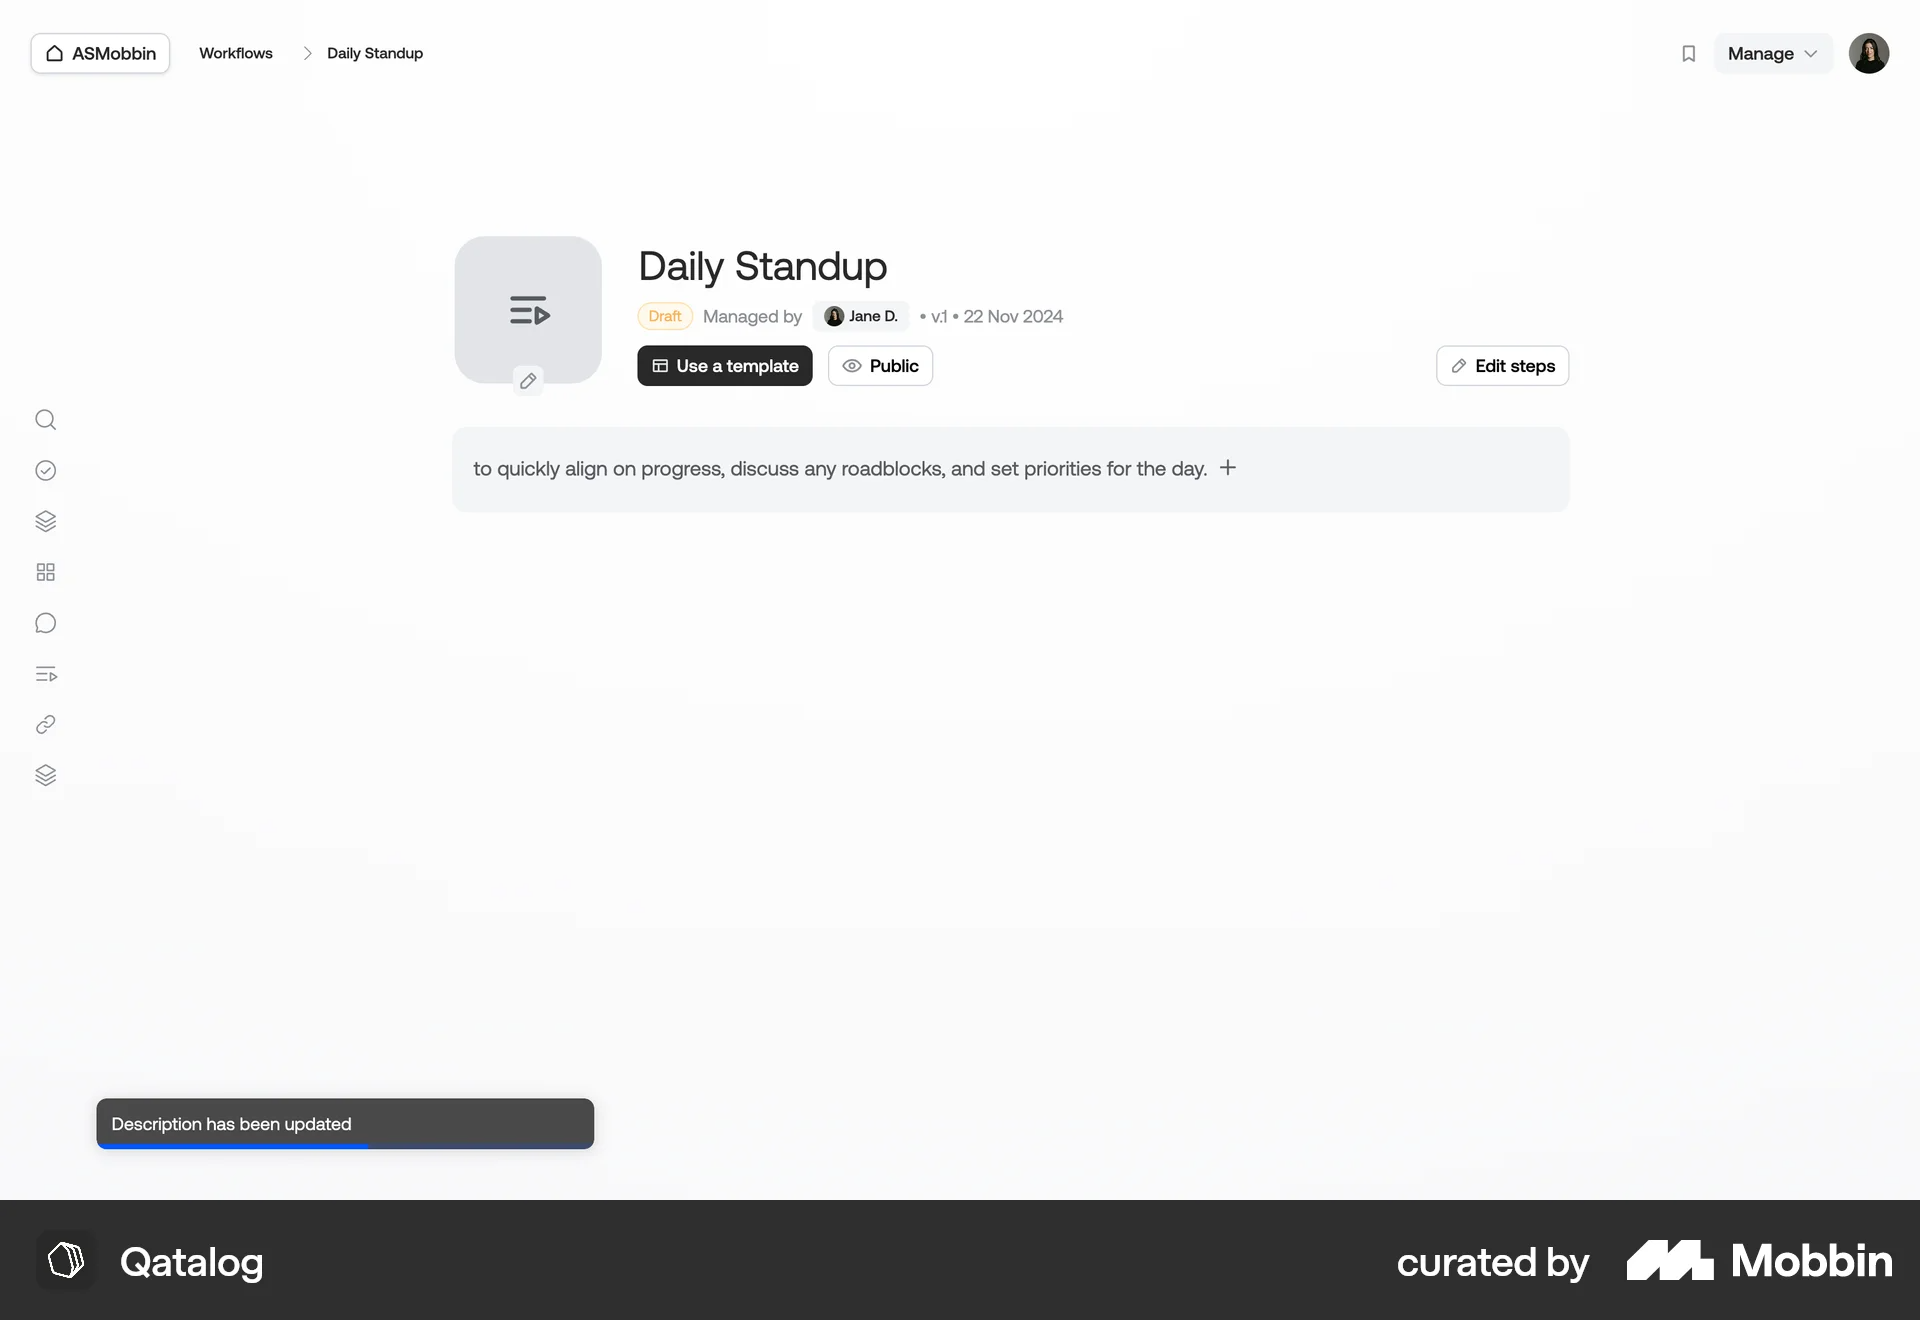 ASMobbin
Workflows
Daily Standup
Manage
Daily Standup
Draft
Managed by
Jane D.
• v.1 • 22 Nov 2024
Use a template
Public
Edit steps
to quickly align on progress, discuss any roadblocks, and set priorities for the day.
Description has been updated
Qatalog
curated by
Mobbin